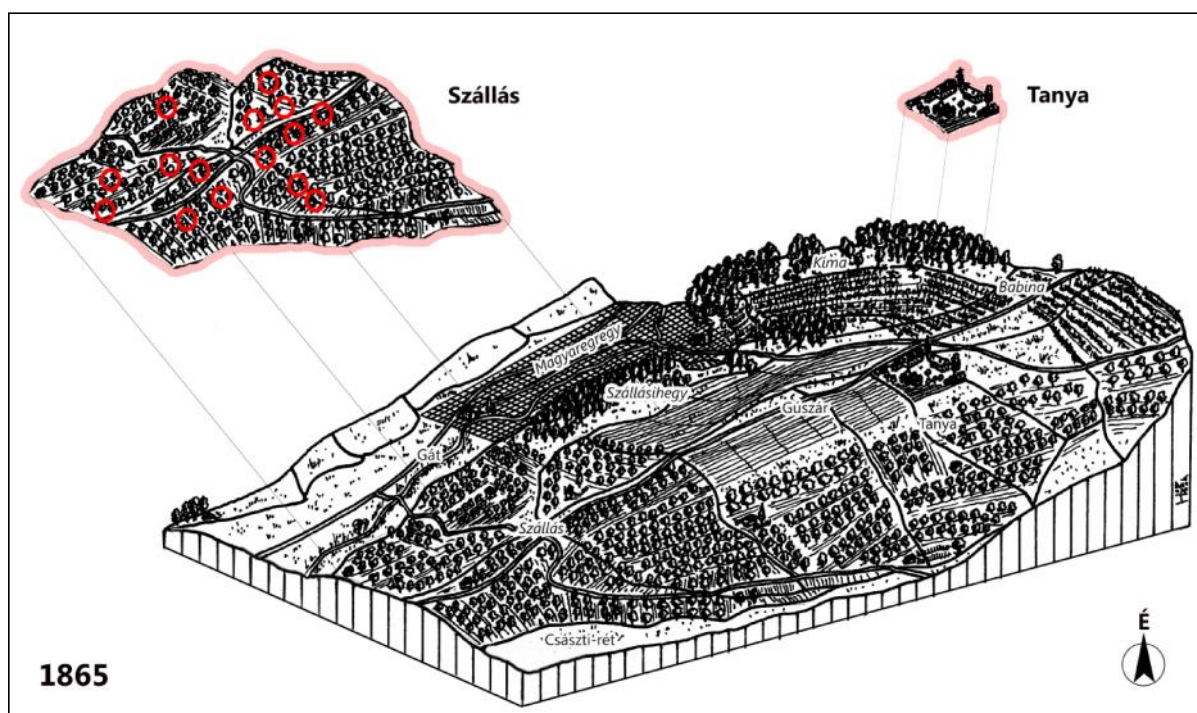 Szállás
Tanya
Kima
Babina
Magyaregregy
Szállásihegy
Guszár
Gát
Tanya
Szállás
Császti-rét
1865
É